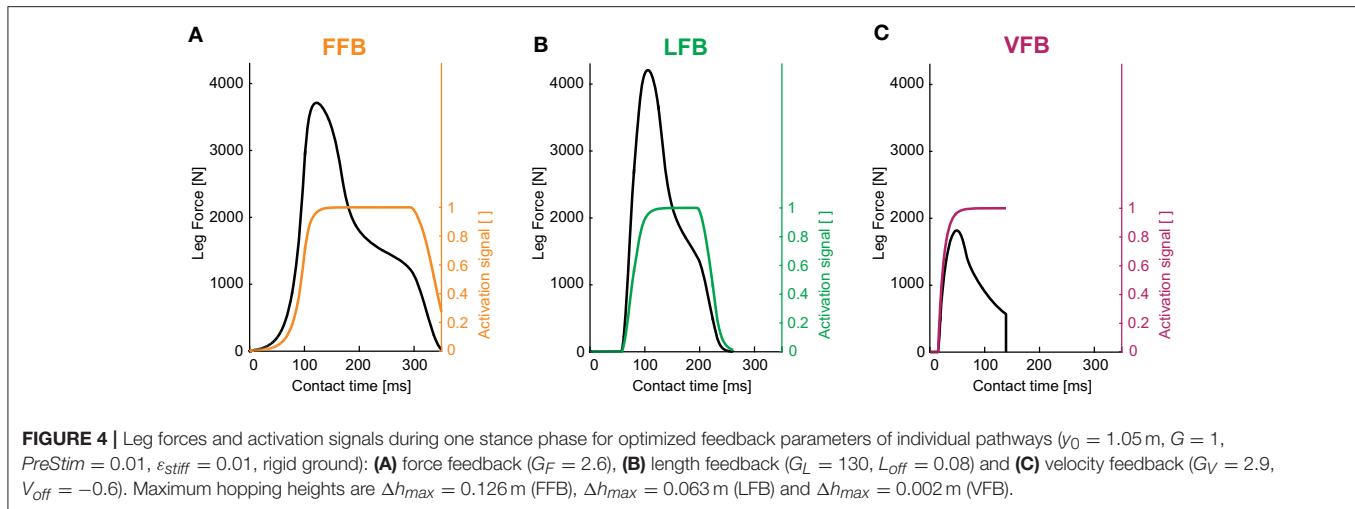 A
FFB
B
LFB
C
VFB
4000
3000
2000
1000
0
Leg Force [N]
1
0.8
0.6
0.4
0.2
0
Activation signal [ ]
0 100 200 300
Contact time [ms]
4000
3000
2000
1000
0
Leg Force [N]
1
0.8
0.6
0.4
0.2
0
Activation signal [ ]
0 100 200 300
Contact time [ms]
4000
3000
2000
1000
0
Leg Force [N]
1
0.8
0.6
0.4
0.2
0
Activation signal [ ]
0 100 200 300
Contact time [ms]
FIGURE 4 | Leg forces and activation signals during one stance phase for optimized feedback parameters of individual pathways (y0 = 1.05 m, G = 1,
PreStim = 0.01, εstiff = 0.01, rigid ground): (A) force feedback (GF = 2.6), (B) length feedback (GL = 130, Loff = 0.08) and (C) velocity feedback (GV = 2.9,
Voff = −0.6). Maximum hopping heights are Δhmax = 0.126 m (FFB), Δhmax = 0.063 m (LFB) and Δhmax = 0.002 m (VFB).